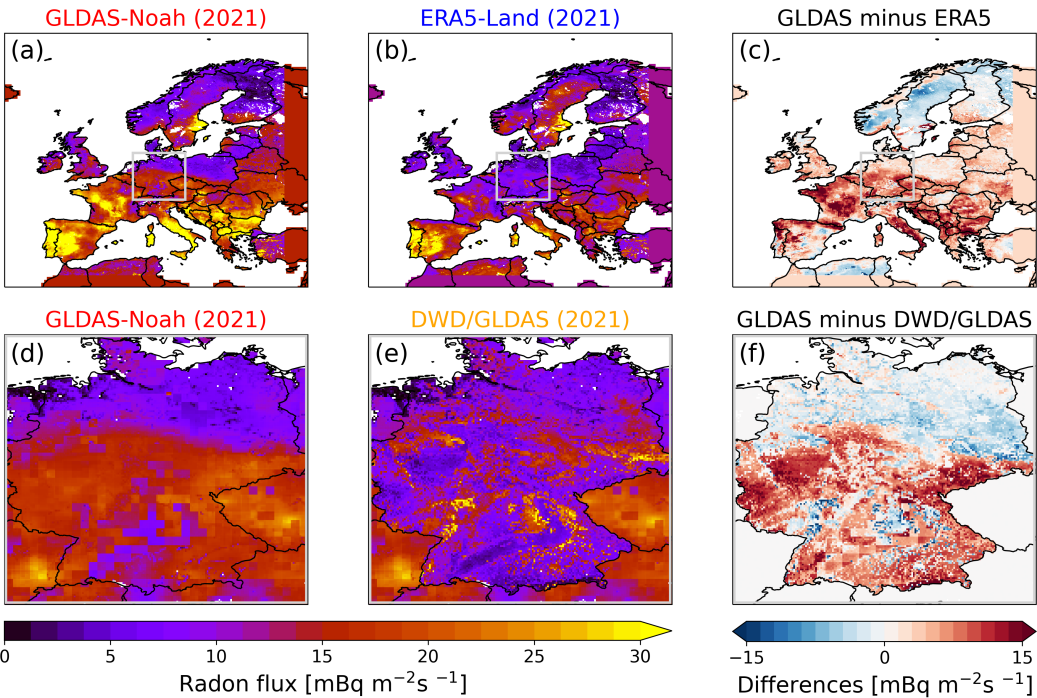 GLDAS-Noah (2021) ERA5-Land (2021) GLDAS minus ERA5
(a) (b) (c)
GLDAS-Noah (2021) DWD/GLDAS (2021) GLDAS minus DWD/GLDAS
(d) (e) (f)
0 5 10 15 20 25 30 −15 0 15
Radon flux [mBq m⁻²s ⁻¹] Differences [mBq m⁻²s ⁻¹]